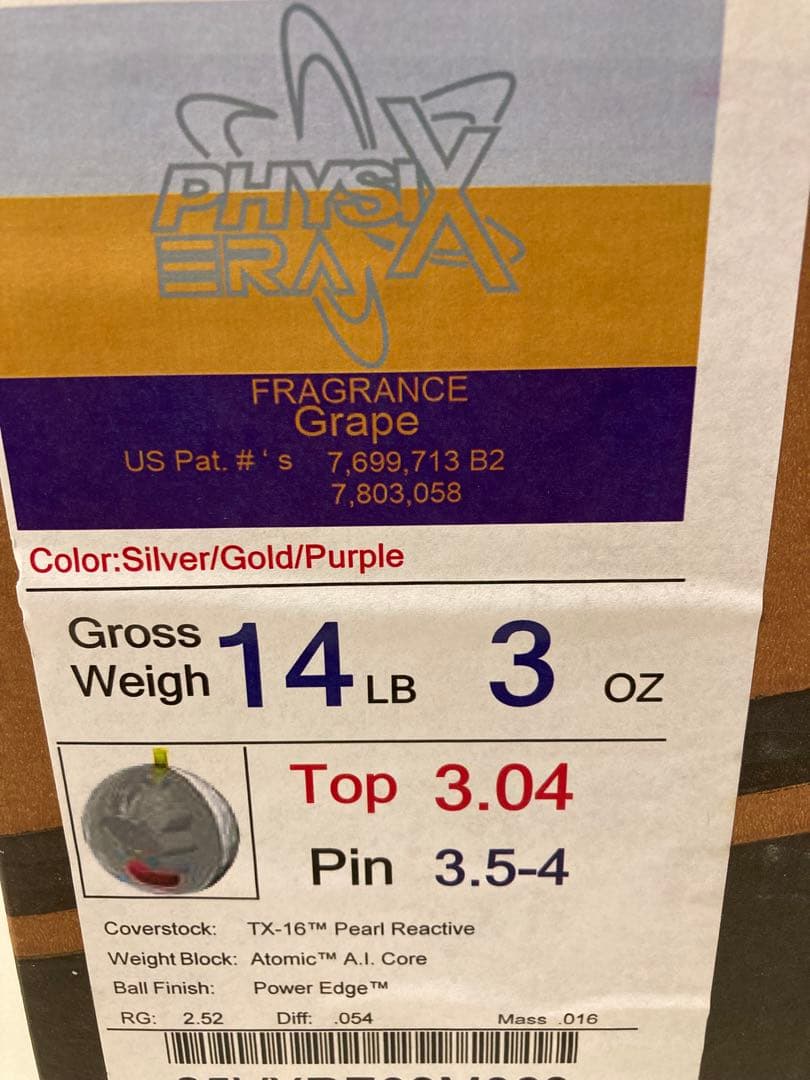 PHYSIX
ERA
FRAGRANCE
Grape
US Pat. # ‘ s 7,699,713 B2
7,803,058
Color:Silver/Gold/Purple
Gross
Weigh 14 LB 3 OZ
Top 3.04
Pin 3.5-4
Coverstock: TX-16™ Pearl Reactive
Weight Block: Atomic™ A.I. Core
Ball Finish: Power Edge™
RG: 2.52 Diff: .054 Mass .016